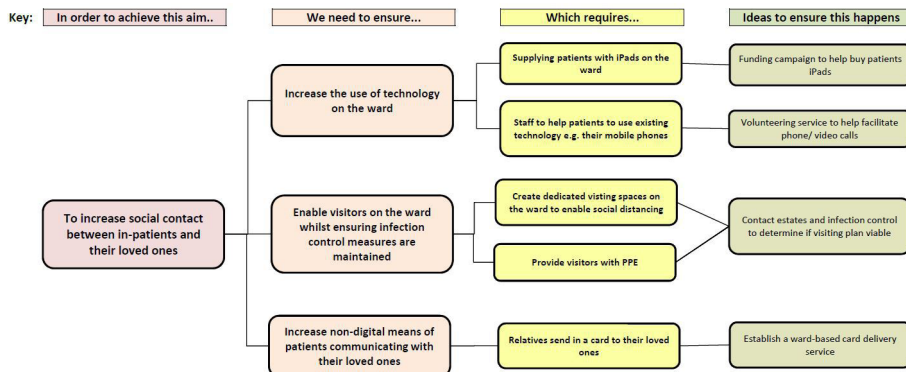 Key:
In order to achieve this aim..
We need to ensure...
Which requires...
Ideas to ensure this happens
To increase social contact
between in-patients and
their loved ones
Increase the use of technology
on the ward
Supplying patients with iPads on the
ward
Funding campaign to help buy patients
iPads
Staff to help patients to use existing
technology e.g. their mobile phones
Volunteering service to help facilitate
phone/ video calls
Enable visitors on the ward
whilst ensuring infection
control measures are
maintained
Create dedicated visting spaces on
the ward to enable social distancing
Provide visitors with PPE
Contact estates and infection control
to determine if visiting plan viable
Increase non-digital means of
patients communicating with
their loved ones
Relatives send in a card to their loved
ones
Establish a ward-based card delivery
service